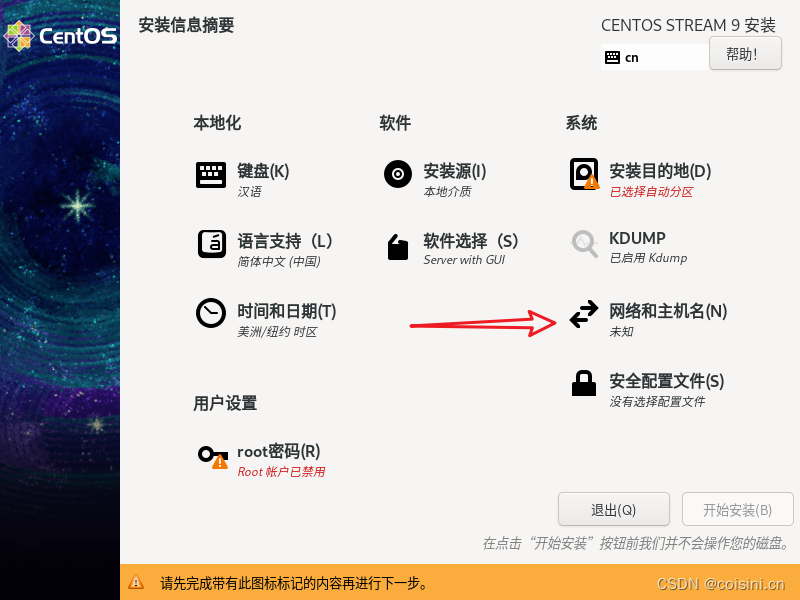 CentOS
安装信息摘要
CENTOS STREAM 9 安装
cn
帮助！
本地化
键盘(K)
汉语
语言支持（L）
简体中文 (中国)
时间和日期(T)
美洲/纽约 时区
用户设置
root密码(R)
Root 帐户已禁用
软件
安装源(I)
本地介质
软件选择（S）
Server with GUI
系统
安装目的地(D)
已选择自动分区
KDUMP
已启用 Kdump
网络和主机名(N)
未知
安全配置文件(S)
没有选择配置文件
退出(Q)
开始安装(B)
在点击“开始安装”按钮前我们并不会操作您的磁盘。
请先完成带有此图标标记的内容再进行下一步。
CSDN @coisini.cn